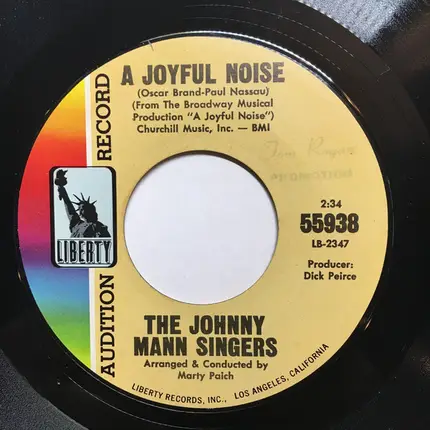 A JOYFUL NOISE
(Oscar Brand-Paul Nassau)
(From The Broadway Musical
Production "A Joyful Noise")
Churchill Music, Inc. — BMI
AUDITION RECORD
LIBERTY
2:34
55938
LB-2347
Producer:
Dick Peirce
THE JOHNNY
MANN SINGERS
Arranged & Conducted by
Marty Paich
LIBERTY RECORDS, INC., LOS ANGELES, CALIFORNIA